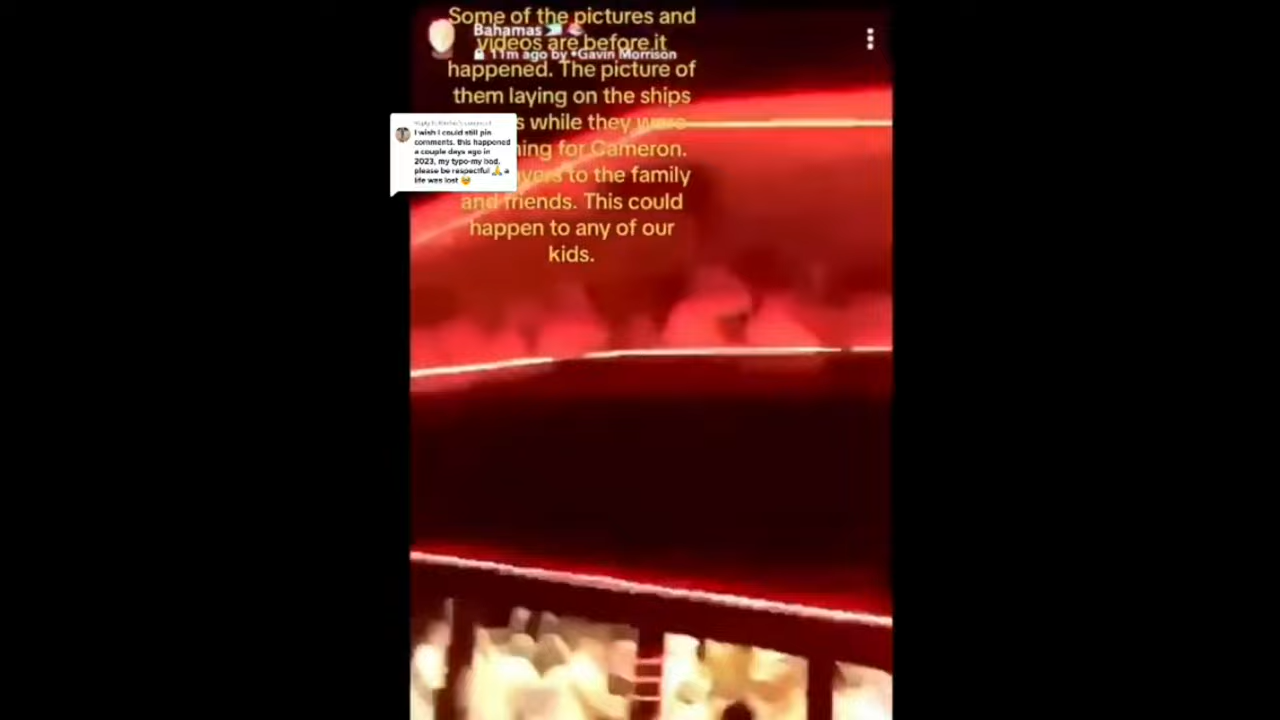 Some of the pictures and
Bahamas 🇧🇸
videos are before it
11m ago by •Gavin Morrison
happened. The picture of
them laying on the ships
while they were
for Cameron.
to the family
and friends. This could
happen to any of our
kids.
I wish I could still pin
comments. this happened
a couple days ago in
2023, my typo-my bad.
please be respectful 🙏 a
life was lost 🥺